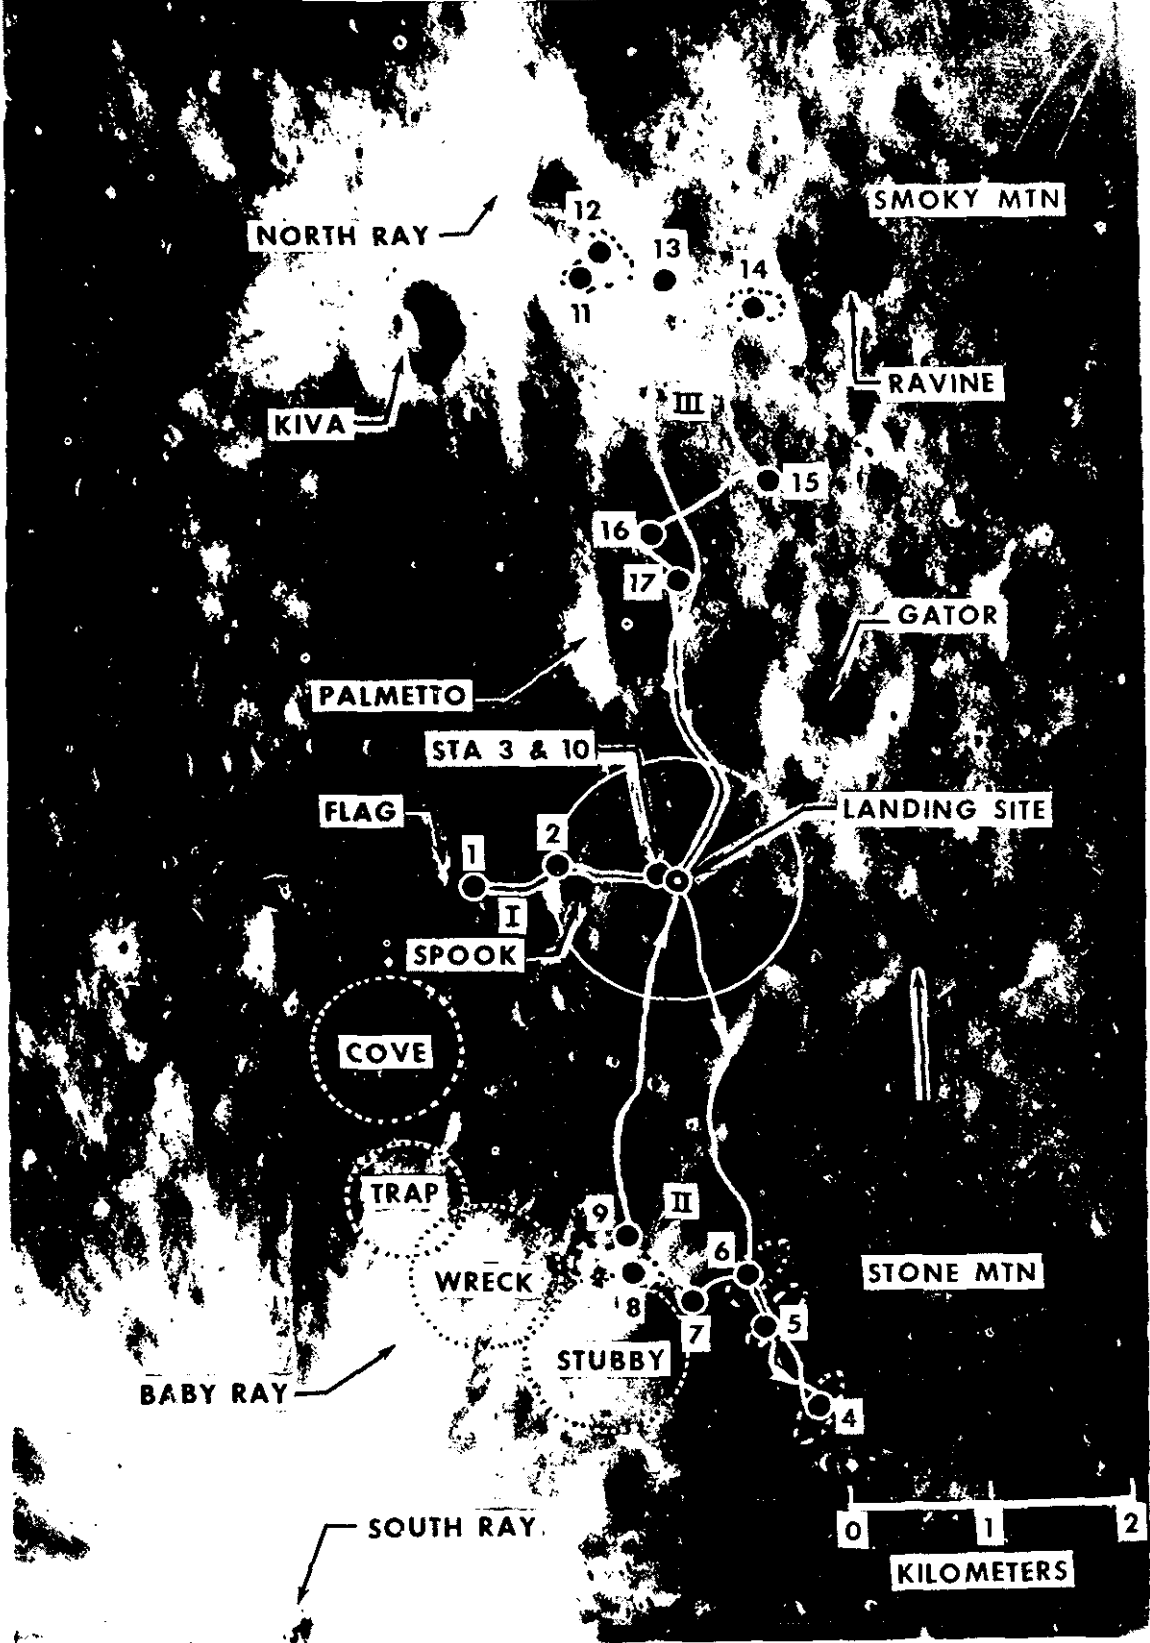 SMOKY MTN
12
NORTH RAY
13
14
11
RAVINE
III
KIVA
15
16
17
GATOR
PALMETTO
STA 3 & 10
FLAG
LANDING SITE
2
1
I
SPOOK
COVE
TRAP
II
9
6
STONE MTN
WRECK
8
7
5
STUBBY
BABY RAY
4
SOUTH RAY
0
1
2
KILOMETERS